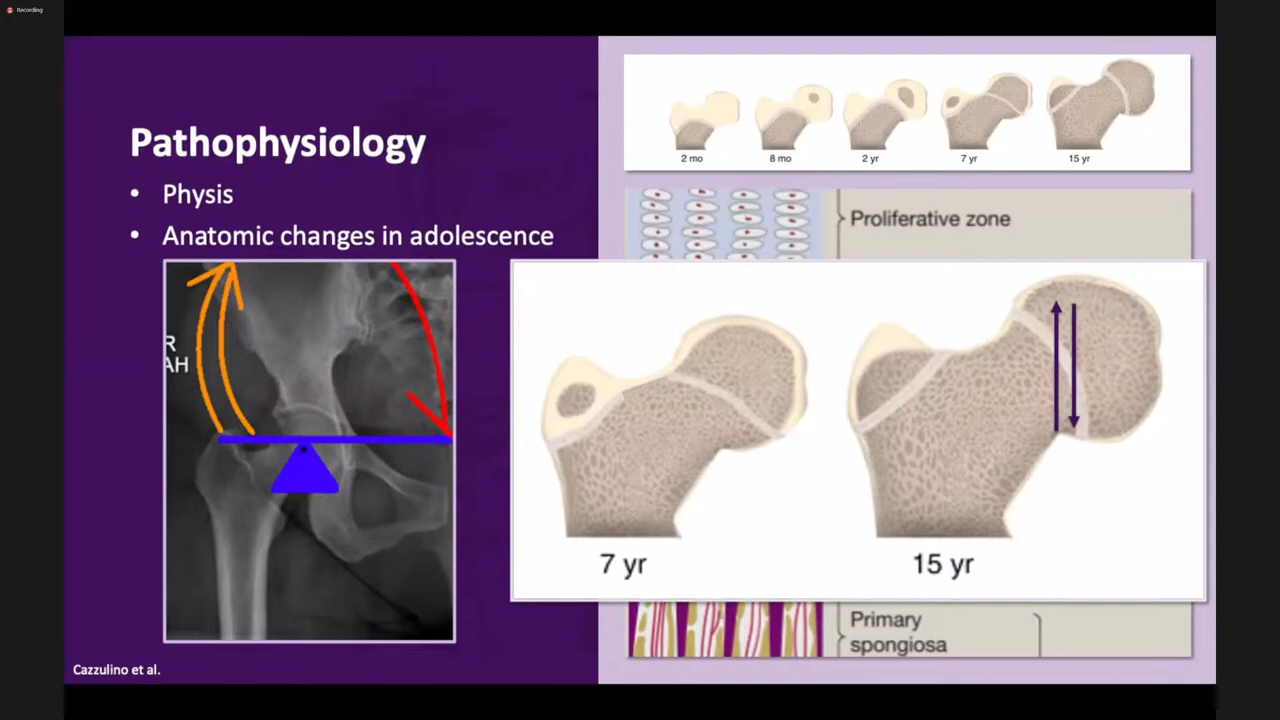 Recording
Pathophysiology
• Physis
• Anatomic changes in adolescence
R
AH
Cazzulino et al.
2 mo
8 mo
2 yr
7 yr
15 yr
Proliferative zone
7 yr
15 yr
Primary
spongiosa